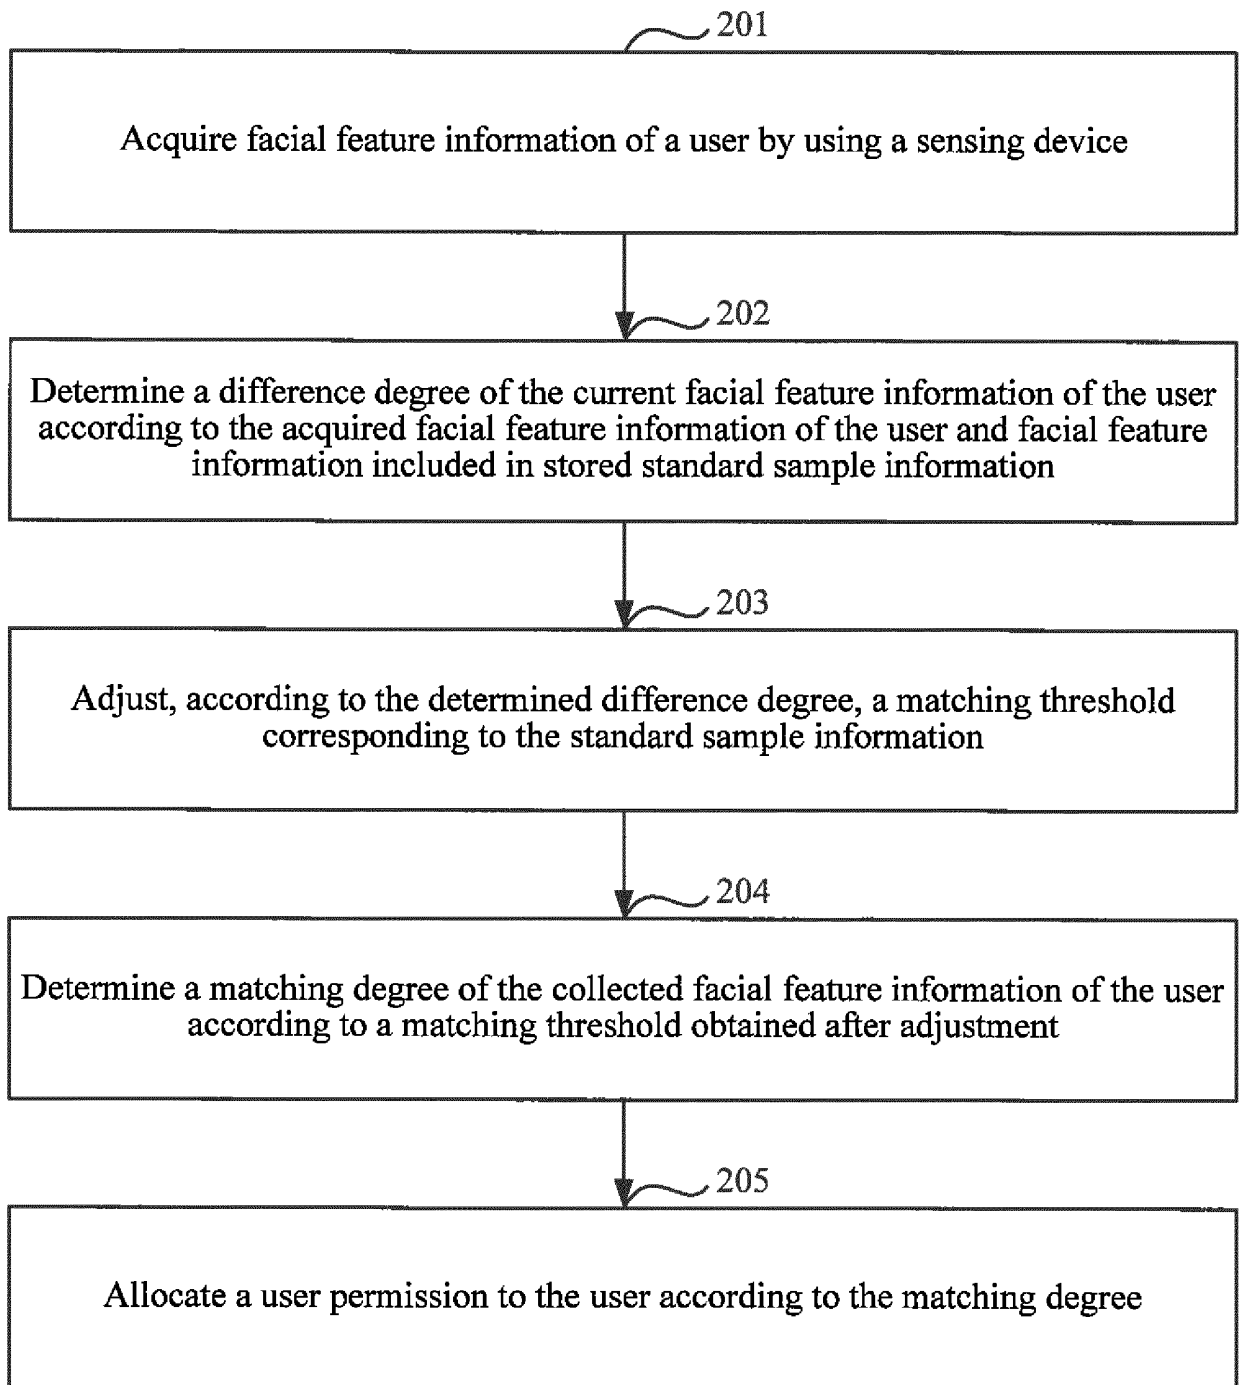 201
Acquire facial feature information of a user by using a sensing device
202
Determine a difference degree of the current facial feature information of the user
according to the acquired facial feature information of the user and facial feature
information included in stored standard sample information
203
Adjust, according to the determined difference degree, a matching threshold
corresponding to the standard sample information
204
Determine a matching degree of the collected facial feature information of the user
according to a matching threshold obtained after adjustment
205
Allocate a user permission to the user according to the matching degree